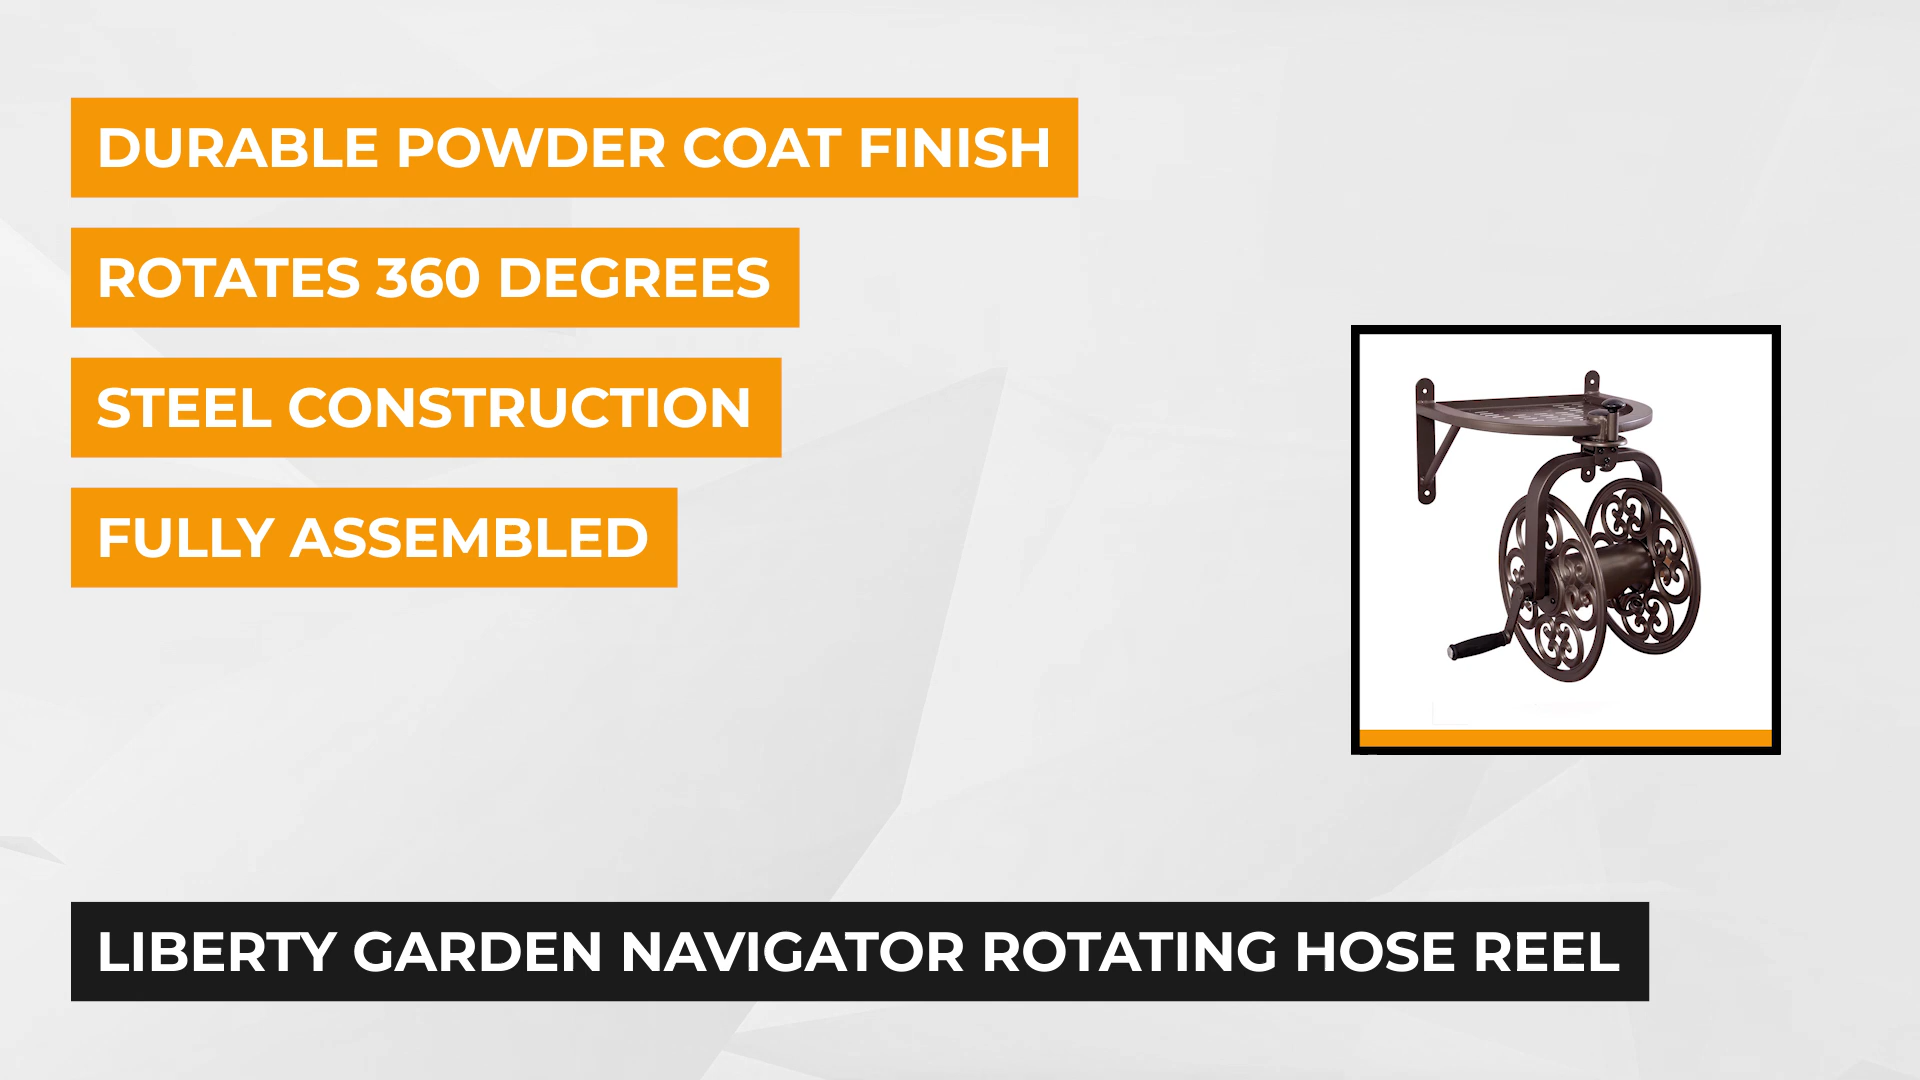 DURABLE POWDER COAT FINISH
ROTATES 360 DEGREES
STEEL CONSTRUCTION
FULLY ASSEMBLED
LIBERTY GARDEN NAVIGATOR ROTATING HOSE REEL